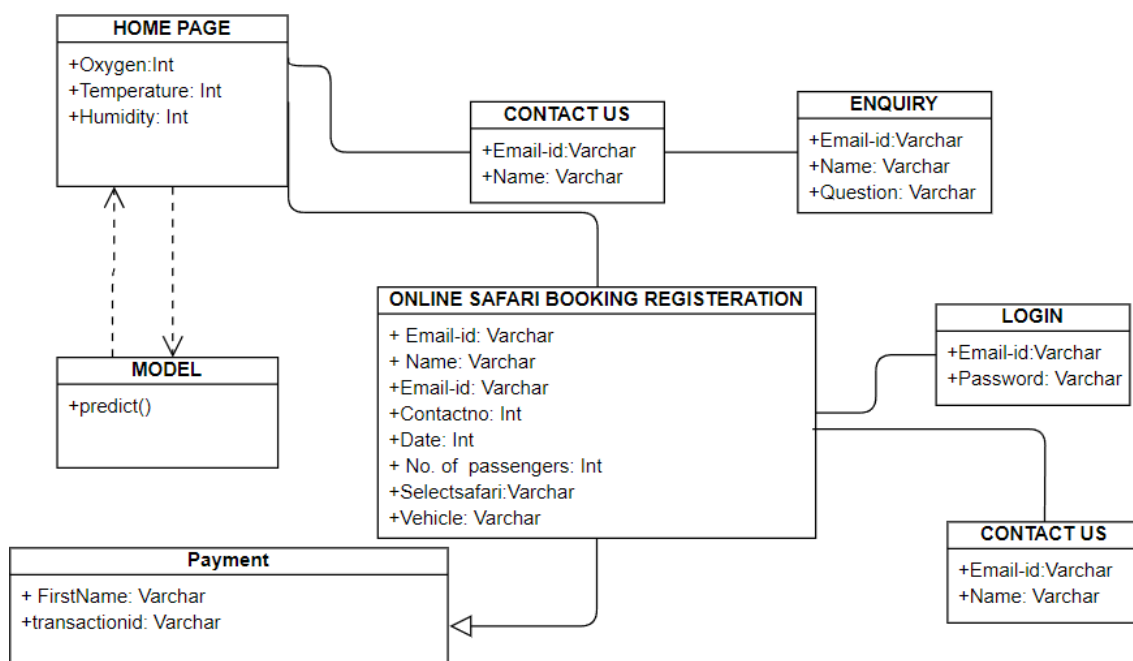 HOME PAGE
+Oxygen:Int
+Temperature: Int
+Humidity: Int
CONTACT US
+Email-id:Varchar
+Name: Varchar
ENQUIRY
+Email-id:Varchar
+Name: Varchar
+Question: Varchar
MODEL
+predict()
ONLINE SAFARI BOOKING REGISTERATION
+ Email-id: Varchar
+ Name: Varchar
+Email-id: Varchar
+Contactno: Int
+Date: Int
+ No. of passengers: Int
+Selectsafari:Varchar
+Vehicle: Varchar
LOGIN
+Email-id:Varchar
+Password: Varchar
CONTACT US
+Email-id:Varchar
+Name: Varchar
Payment
+ FirstName: Varchar
+transactionid: Varchar